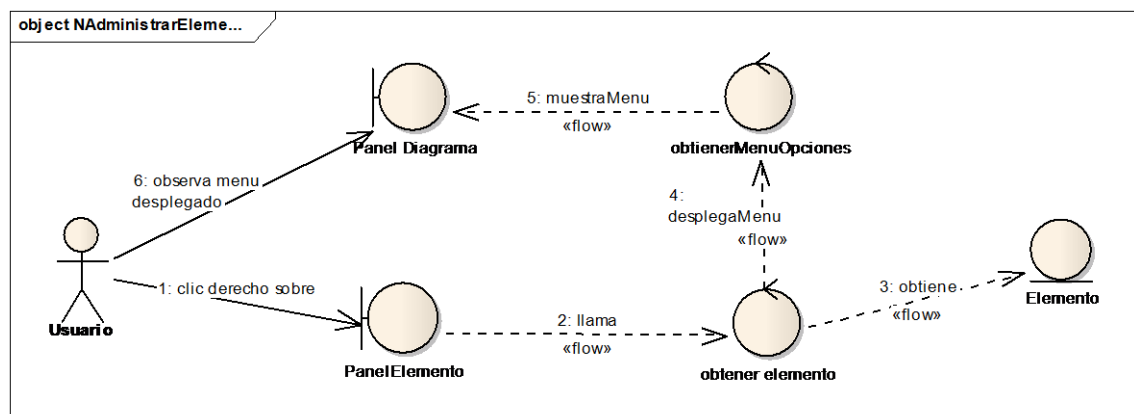 object NAdministrarEleme...
5: muestraMenu
«flow»
Panel Diagrama
obtienerMenuOpciones
6: observa menu
desplegado
4:
desplegaMenu
«flow»
1: clic derecho sobre
3: obtiene
«flow»
Elemento
Usuario
2: llama
«flow»
PanelElemento
obtener elemento